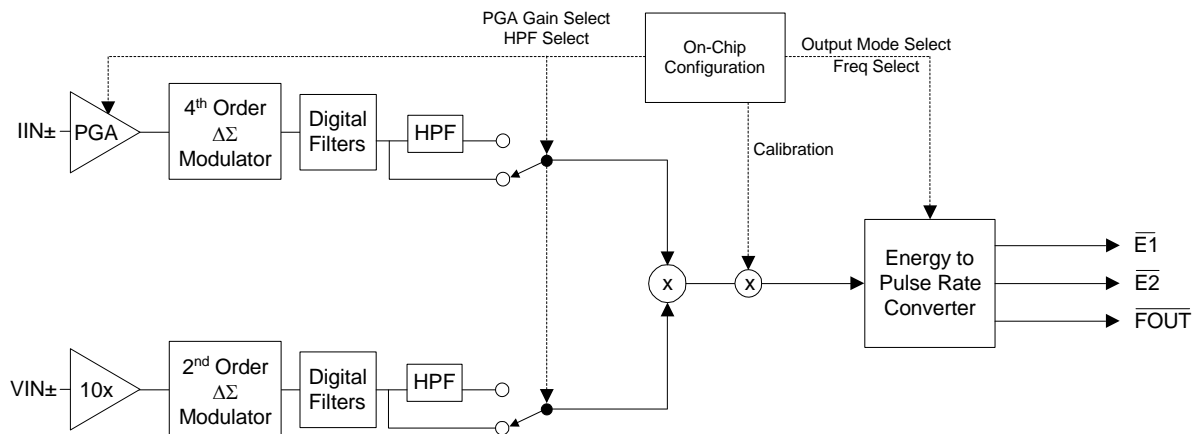 PGA Gain Select
HPF Select
On-Chip
Configuration
Output Mode Select
Freq Select
IIN±
PGA
4th Order
ΔΣ
Modulator
Digital
Filters
HPF
Calibration
x
x
Energy to
Pulse Rate
Converter
E1
E2
FOUT
VIN±
10x
2nd Order
ΔΣ
Modulator
Digital
Filters
HPF